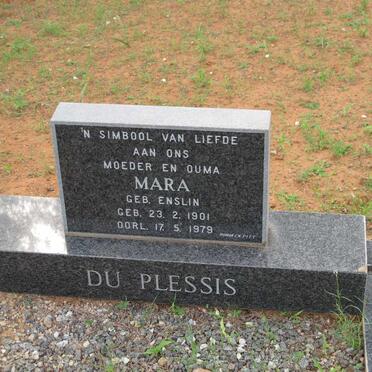 'N SIMBOOL VAN LIEFDE
AAN ONS
MOEDER EN OUMA
MARA
GEB. ENSLIN
GEB. 23. 2. 1901
OORL. 17. 5. 1979
DU PLESSIS